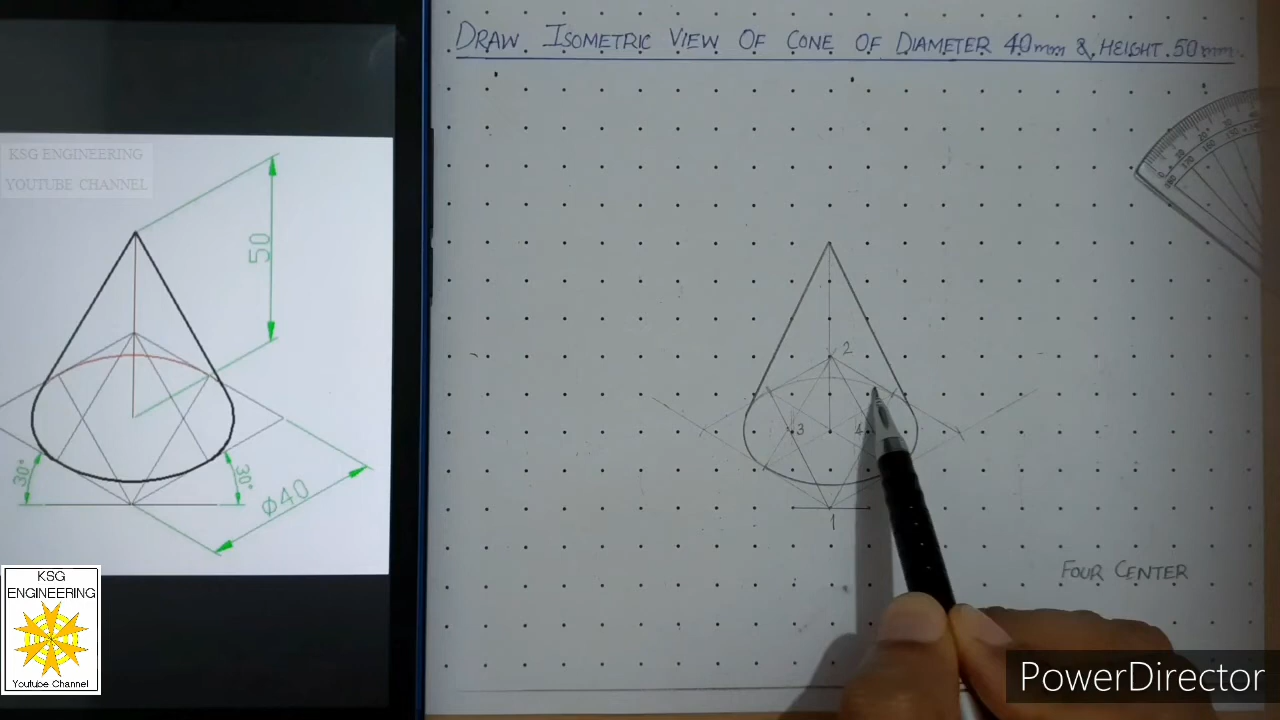 DRAW ISOMETRIC VIEW OF CONE OF DIAMETER 40mm & HEIGHT 50mm.
KSG ENGINEERING
YOUTUBE CHANNEL
50
30°
30°
φ40
2
3
4
1
FOUR CENTER
KSG
ENGINEERING
Youtube Channel
PowerDirector